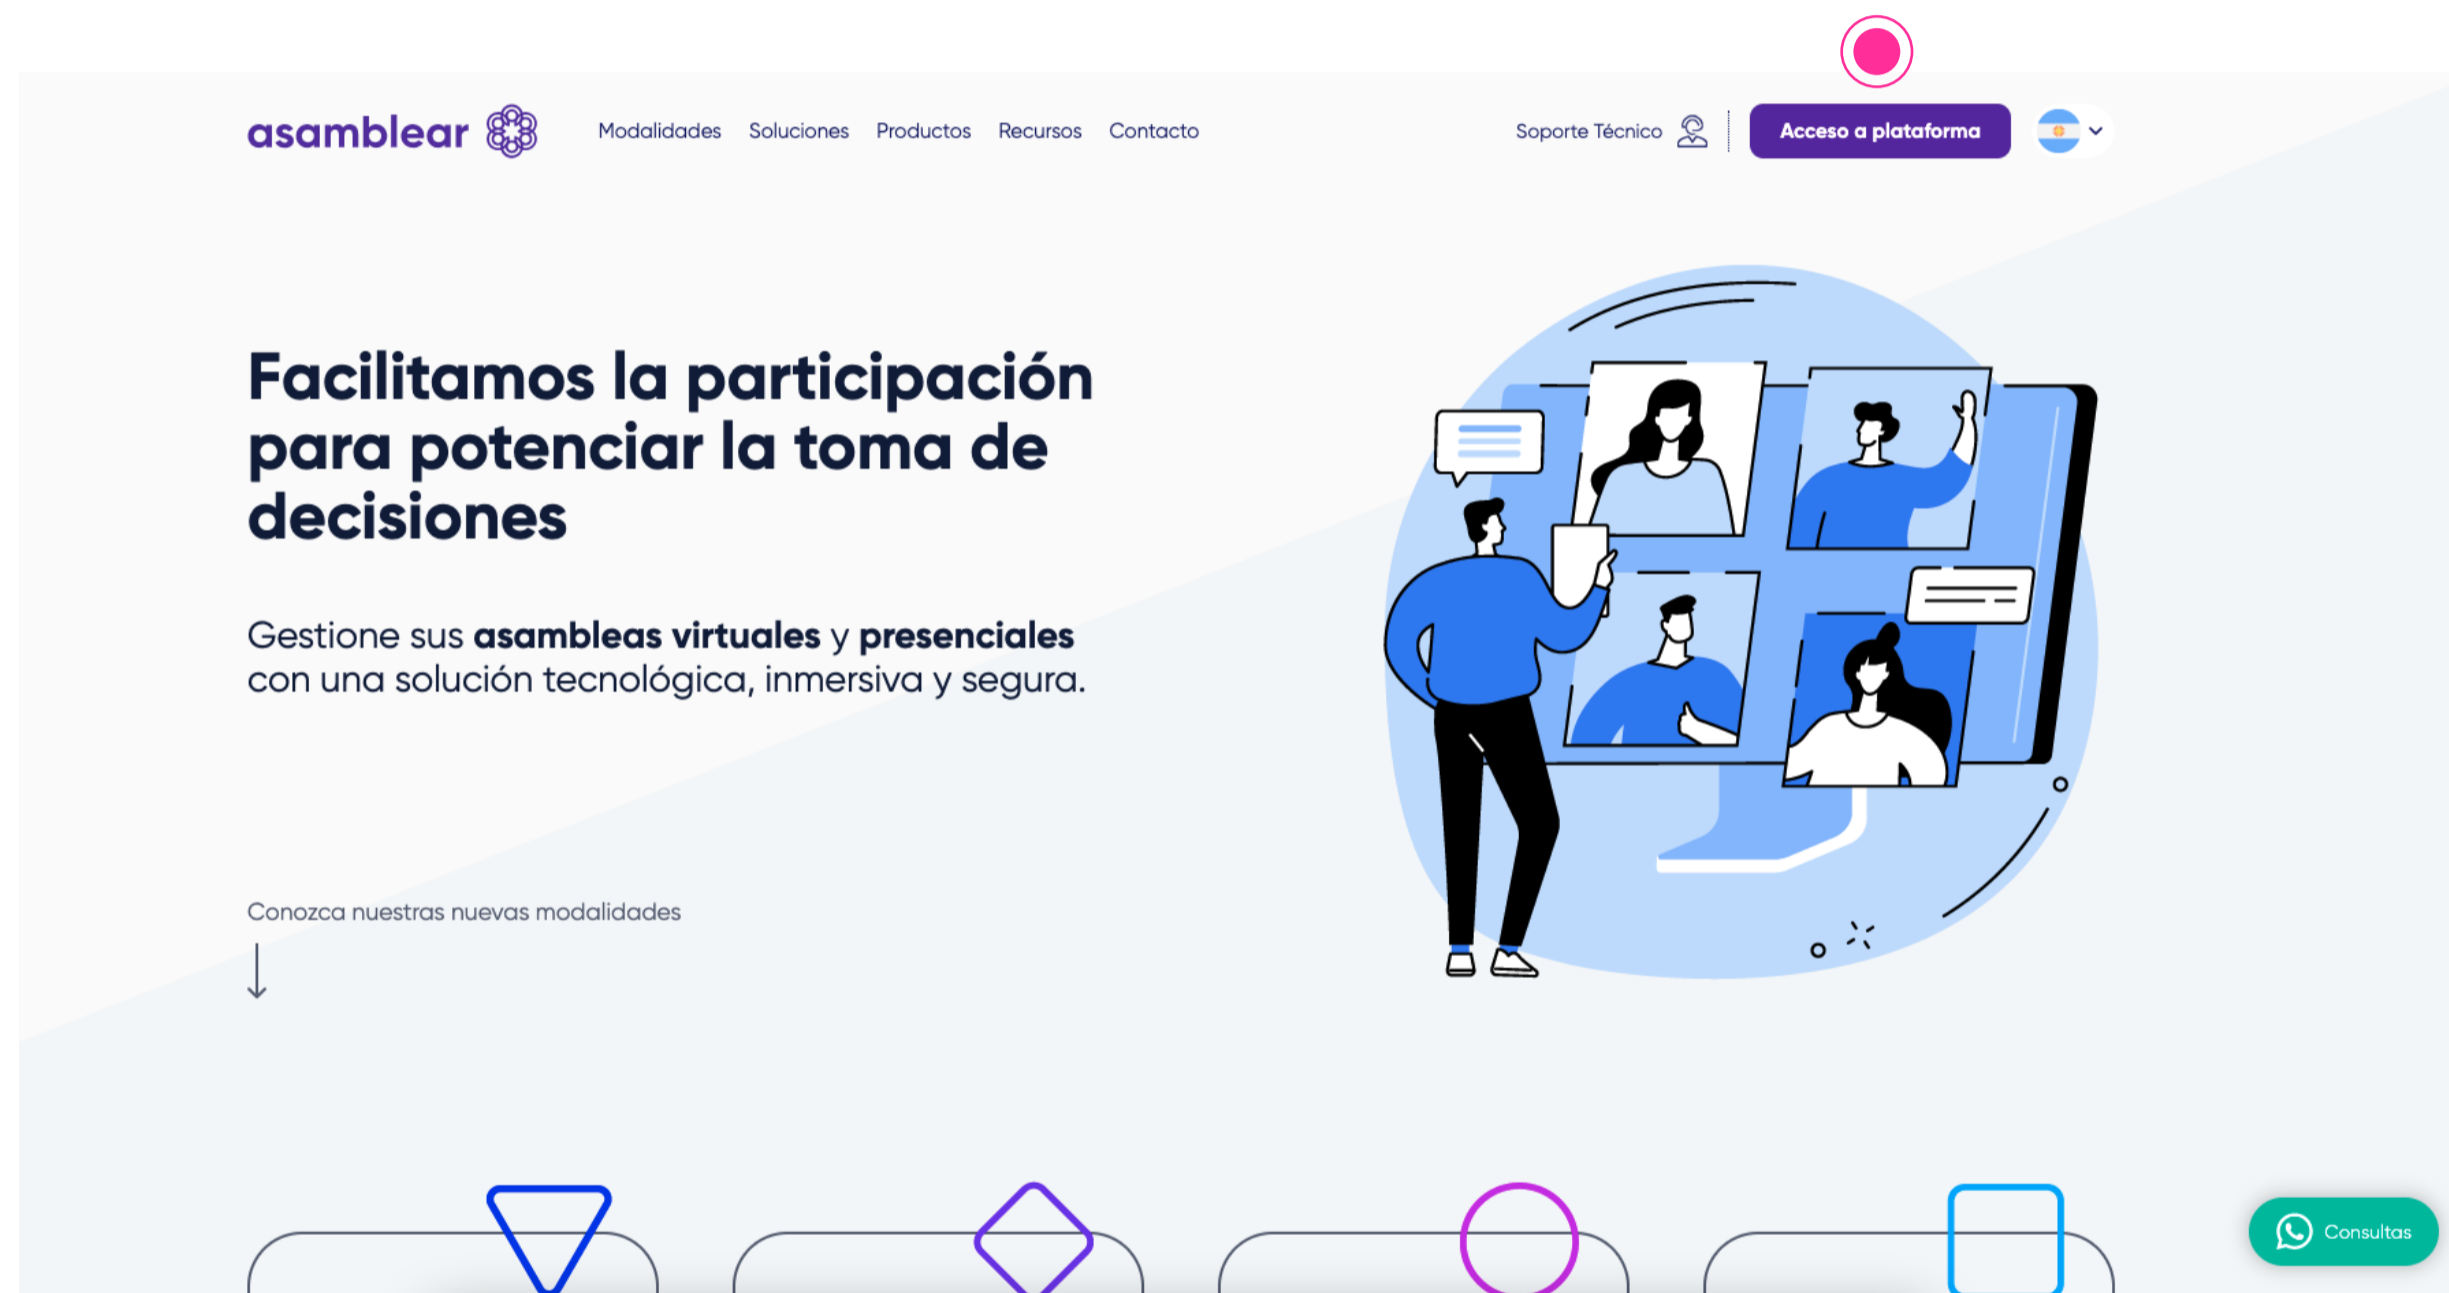 asamblear
Modalidades Soluciones Productos Recursos Contacto
Soporte Técnico
Acceso a plataforma
Facilitamos la participación
para potenciar la toma de
decisiones
Gestione sus asambleas virtuales y presenciales
con una solución tecnológica, inmersiva y segura.
Conozca nuestras nuevas modalidades
Consultas